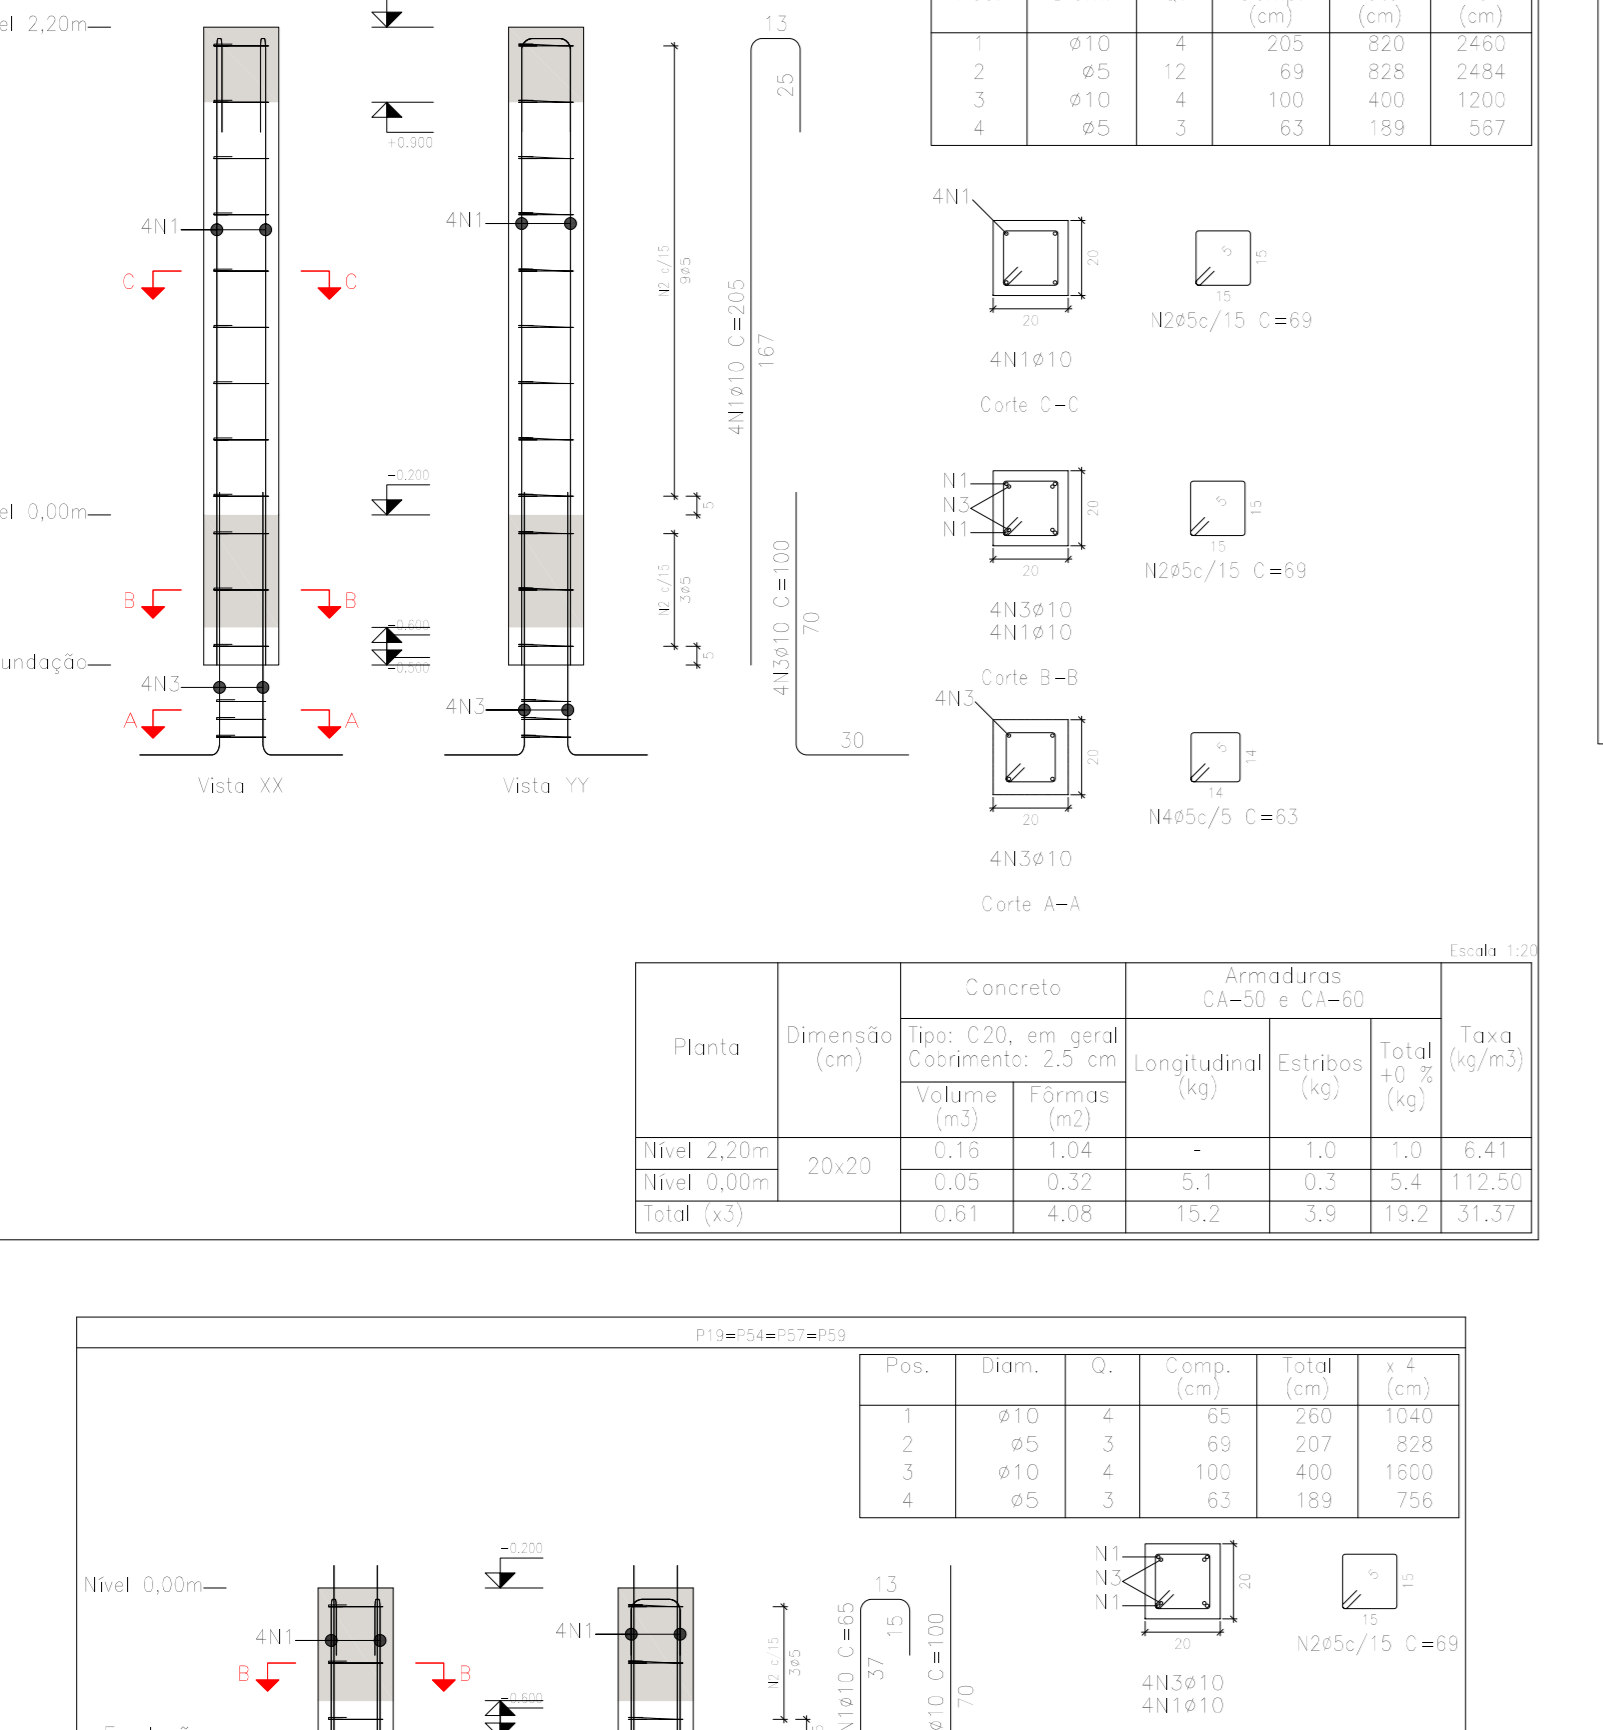 el 2,20m
13
(cm) (cm) (cm)
1 ø10 4 205 820 2460
2 ø5 12 69 828 2484
3 ø10 4 100 400 1200
4 ø5 3 63 189 567
25
+0.900
4N1
4N1
4N1
N2 c/15
9ø5
C C
4N1ø10 C=205
167
20
20
5
15
15
N2ø5c/15 C=69
4N1ø10
Corte C-C
-0.200
el 0,00m
5
N1
N3
N1
20
20
5
15
15
N2ø5c/15 C=69
N2 c/15
3ø5
B B
4N3ø10 C=100
70
4N3ø10
4N1ø10
-0.600
-0.500
undação
5
Corte B-B
4N3
4N3
4N3
A A
30
20
20
5
14
14
N4ø5c/5 C=63
Vista XX
Vista YY
4N3ø10
Corte A-A
Escala 1:20
Planta
Dimensão
(cm)
Concreto
Armaduras
CA-50 e CA-60
Taxa
(kg/m3)
Tipo: C20, em geral
Cobrimento: 2.5 cm
Longitudinal
(kg)
Estribos
(kg)
Total
+0 %
(kg)
Volume
(m3)
Fôrmas
(m2)
Nível 2,20m 20x20 0.16 1.04 - 1.0 1.0 6.41
Nível 0,00m 0.05 0.32 5.1 0.3 5.4 112.50
Total (x3) 0.61 4.08 15.2 3.9 19.2 31.37
P19=P54=P57=P59
Pos. Diam. Q. Comp. Total x 4
(cm) (cm) (cm)
1 ø10 4 65 260 1040
2 ø5 3 69 207 828
3 ø10 4 100 400 1600
4 ø5 3 63 189 756
-0.200
Nível 0,00m
13
15
N1
N3
N1
20
20
5
15
15
N2ø5c/15 C=69
4N1
4N1
N2 c/15
3ø5
N1ø10 C=65
37
ø10 C=100
70
B B
4N3ø10
4N1ø10
-0.600